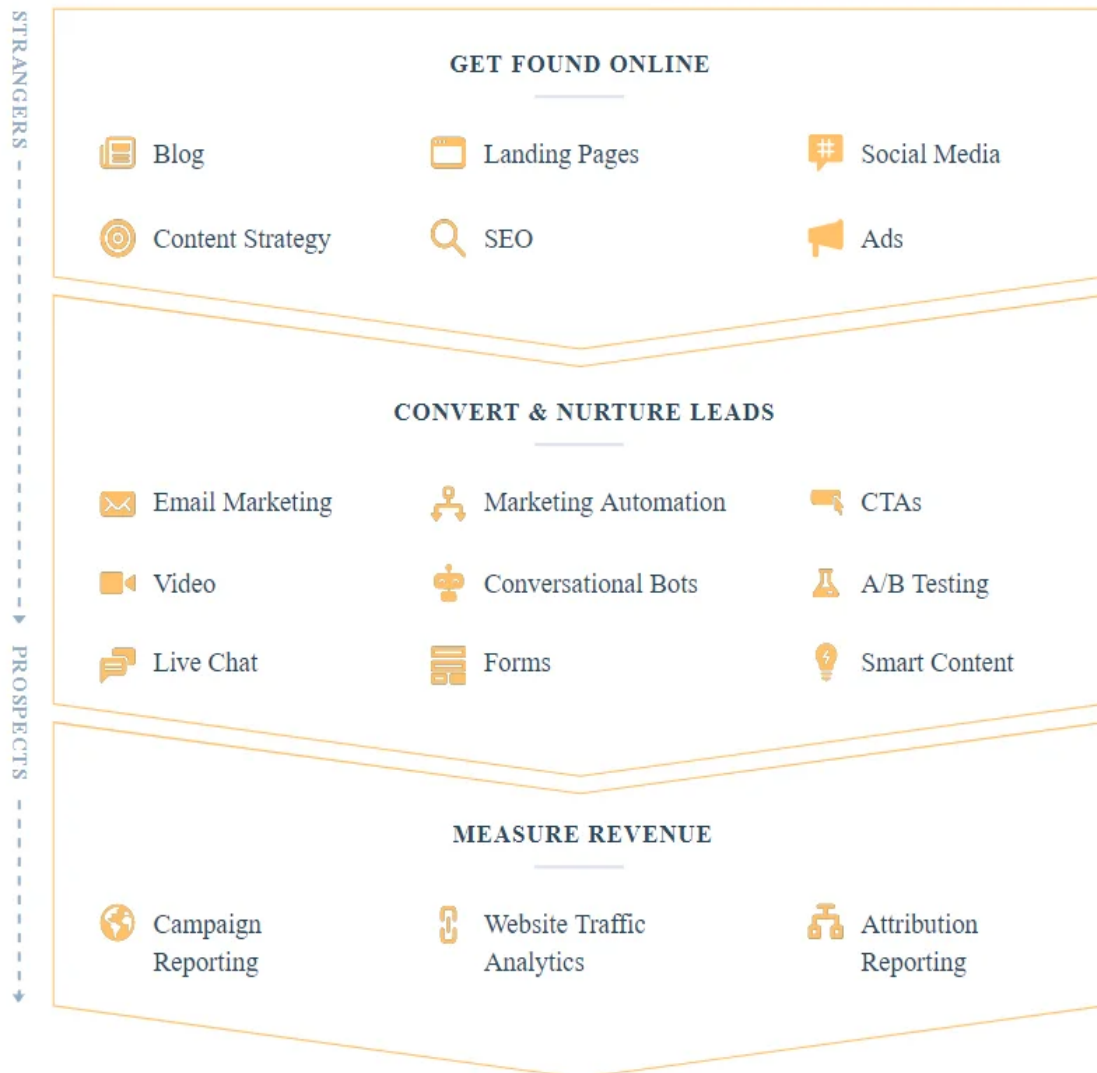 STRANGERS
GET FOUND ONLINE
Blog
Landing Pages
Social Media
Content Strategy
SEO
Ads
CONVERT & NURTURE LEADS
Email Marketing
Marketing Automation
CTAs
Video
Conversational Bots
A/B Testing
Live Chat
Forms
Smart Content
PROSPECTS
MEASURE REVENUE
Campaign
Reporting
Website Traffic
Analytics
Attribution
Reporting